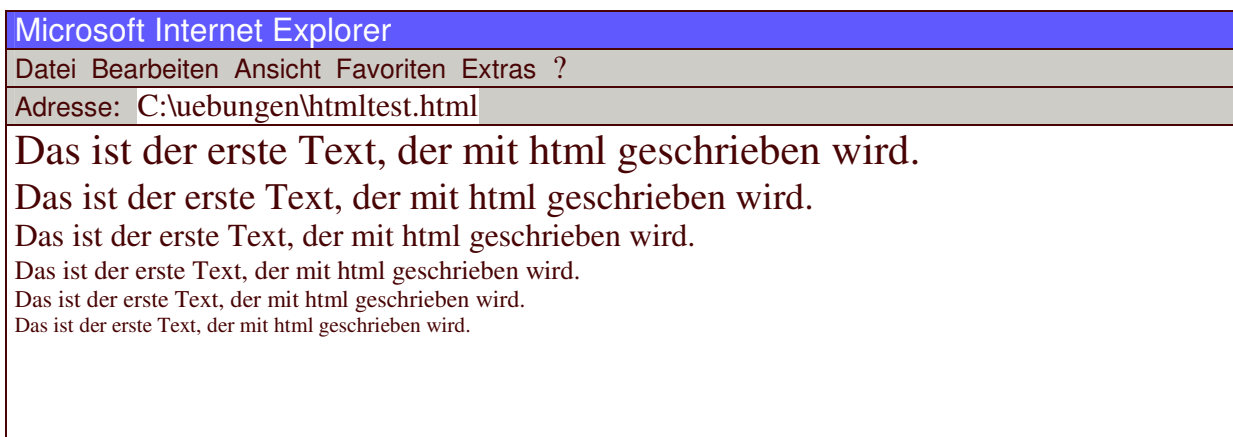 Microsoft Internet Explorer
Datei Bearbeiten Ansicht Favoriten Extras ?
Adresse: C:\uebungen\htmltest.html
Das ist der erste Text, der mit html geschrieben wird.
Das ist der erste Text, der mit html geschrieben wird.
Das ist der erste Text, der mit html geschrieben wird.
Das ist der erste Text, der mit html geschrieben wird.
Das ist der erste Text, der mit html geschrieben wird.
Das ist der erste Text, der mit html geschrieben wird.